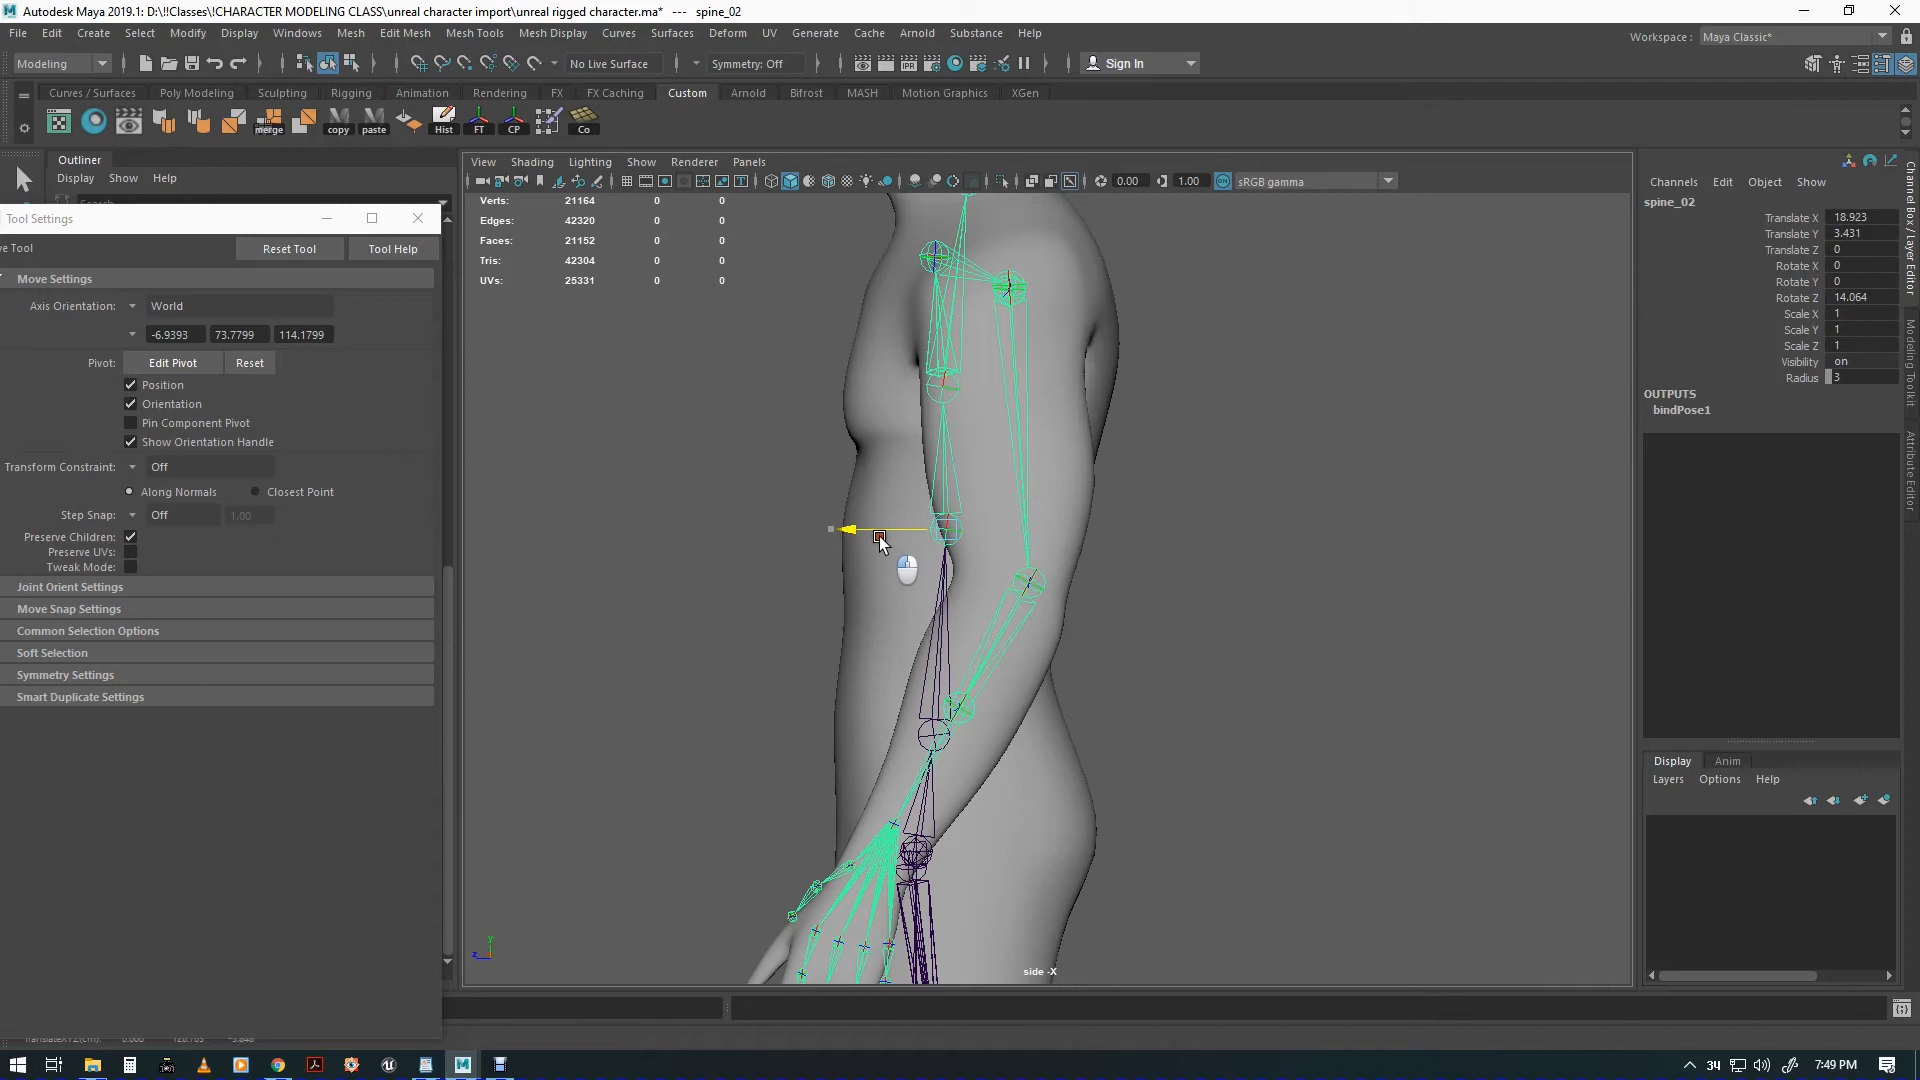 Autodesk Maya 2019.1: D:\!!Classes\!CHARACTER MODELING CLASS\unreal character import\unreal rigged character.ma*   ---   spine_02
File Edit Create Select Modify Display Windows Mesh Edit Mesh Mesh Tools Mesh Display Curves Surfaces Deform UV Generate Cache Arnold Substance Help
Workspace : Maya Classic*
Modeling
No Live Surface
Symmetry: Off
Sign In
Curves / Surfaces Poly Modeling Sculpting Rigging Animation Rendering FX FX Caching Custom Arnold Bifrost MASH Motion Graphics XGen
merge copy paste Hist FT CP Co
Outliner
Display Show Help
View Shading Lighting Show Renderer Panels
0.00 1.00 sRGB gamma
Tool Settings
ve Tool
Reset Tool
Tool Help
Move Settings
Axis Orientation: World
-6.9393 73.7799 114.1799
Pivot: Edit Pivot Reset
Position
Orientation
Pin Component Pivot
Show Orientation Handle
Transform Constraint: Off
Along Normals Closest Point
Step Snap: Off 1.00
Preserve Children:
Preserve UVs:
Tweak Mode:
Joint Orient Settings
Move Snap Settings
Common Selection Options
Soft Selection
Symmetry Settings
Smart Duplicate Settings
Verts: 21164 0 0
Edges: 42320 0 0
Faces: 21152 0 0
Tris: 42304 0 0
UVs: 25331 0 0
side -X
y
z
Channels Edit Object Show
spine_02
Translate X 18.923
Translate Y 3.431
Translate Z 0
Rotate X 0
Rotate Y 0
Rotate Z 14.064
Scale X 1
Scale Y 1
Scale Z 1
Visibility on
Radius 3
OUTPUTS
bindPose1
Display Anim
Layers Options Help
Channel Box / Layer Editor
Modeling Toolkit
Attribute Editor
34
7:49 PM